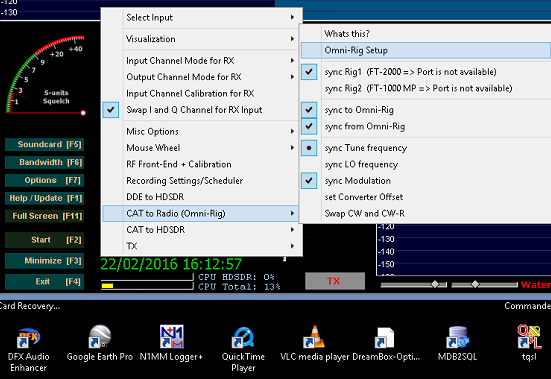 -120
-130
-120
-130
+20
+40
9
7
5
3
1
S-units
Squelch
Soundcard [F5]
Bandwidth [F6]
Options [F7]
Help / Update [F1]
Full Screen [F11]
Start [F2]
Minimize [F3]
Exit [F4]
Select Input
Visualization
Input Channel Mode for RX
Output Channel Mode for RX
Input Channel Calibration for RX
Swap I and Q Channel for RX Input
Misc Options
Mouse Wheel
RF Front-End + Calibration
Recording Settings/Scheduler
DDE to HDSDR
CAT to Radio (Omni-Rig)
CAT to HDSDR
TX
Whats this?
Omni-Rig Setup
sync Rig1 (FT-2000 => Port is not available)
sync Rig2 (FT-1000 MP => Port is not available)
sync to Omni-Rig
sync from Omni-Rig
sync Tune frequency
sync LO frequency
sync Modulation
set Converter Offset
Swap CW and CW-R
22/02/2016 16:12:57
CPU HDSDR: 0%
CPU Total: 13%
TX
-120
-130
Water
Card Recovery...
Commande
DFX Audio Enhancer
Google Earth Pro
N1MM Logger+
QuickTime Player
VLC media player
DreamBox-Opti...
MDB2SQL
tqsl